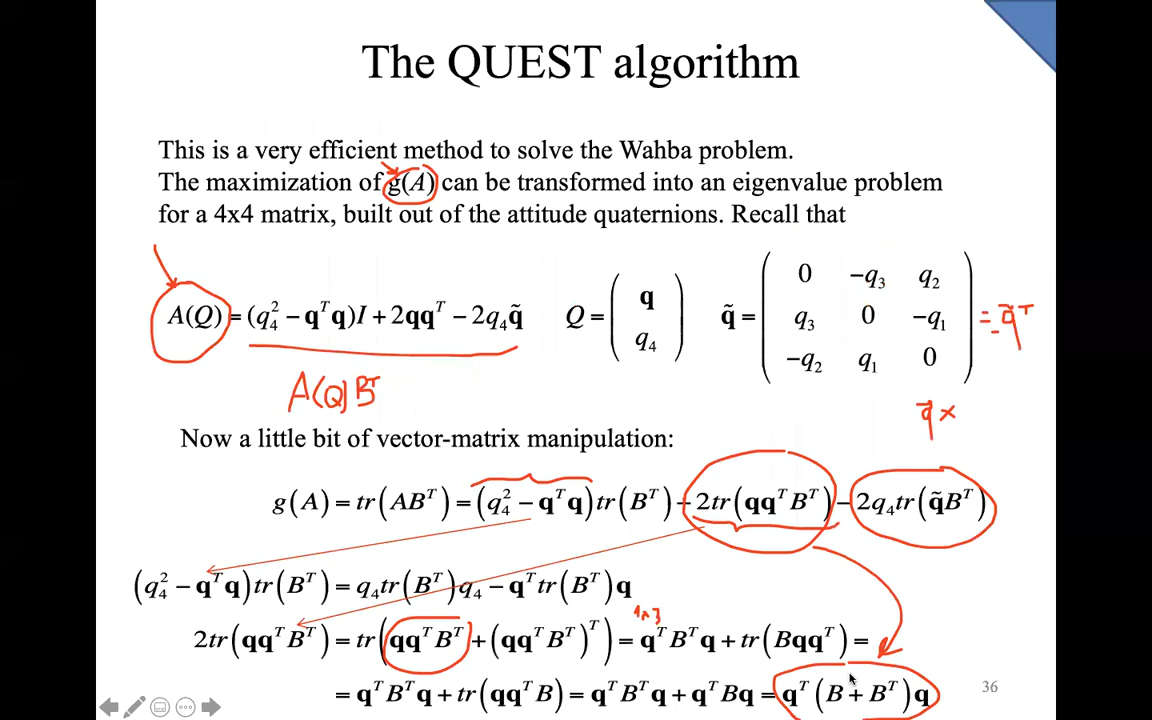 The QUEST algorithm
This is a very efficient method to solve the Wahba problem.
The maximization of g(A) can be transformed into an eigenvalue problem
for a 4x4 matrix, built out of the attitude quaternions. Recall that
A(Q) = (q₄² − qᵀq)I + 2qqᵀ − 2q₄q̃   Q = ( q q₄ )   q̃ = ( 0 −q₃ q₂
q₃ 0 −q₁
−q₂ q₁ 0 )
A(Q)Bᵀ
Now a little bit of vector-matrix manipulation:
g(A) = tr(ABᵀ) = (q₄² − qᵀq)tr(Bᵀ) + 2tr(qqᵀBᵀ) − 2q₄tr(q̃Bᵀ)
(q₄² − qᵀq)tr(Bᵀ) = q₄tr(Bᵀ)q₄ − qᵀtr(Bᵀ)q
1x3
2tr(qqᵀBᵀ) = tr(qqᵀBᵀ + (qqᵀBᵀ)ᵀ) = qᵀBᵀq + tr(Bqqᵀ) =
= qᵀBᵀq + tr(qqᵀB) = qᵀBᵀq + qᵀBq = qᵀ(B + Bᵀ)q
36